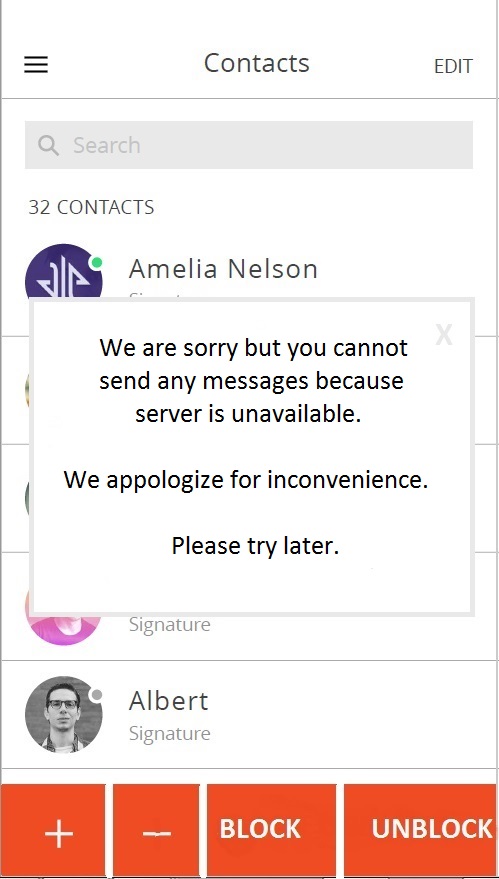 Contacts
EDIT
Search
32 CONTACTS
Amelia Nelson
X
We are sorry but you cannot
send any messages because
server is unavailable.
We appologize for inconvenience.
Please try later.
Signature
Albert
Signature
+
-
BLOCK
UNBLOCK